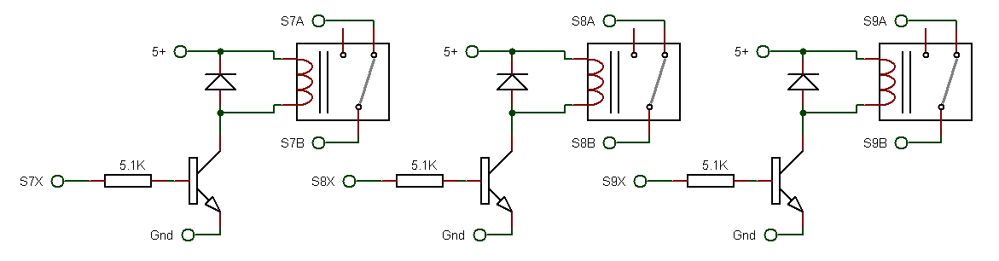 S7A S8A S9A
5+ 5+ 5+
S7B S8B S9B
5.1K 5.1K 5.1K
S7X S8X S9X
Gnd Gnd Gnd